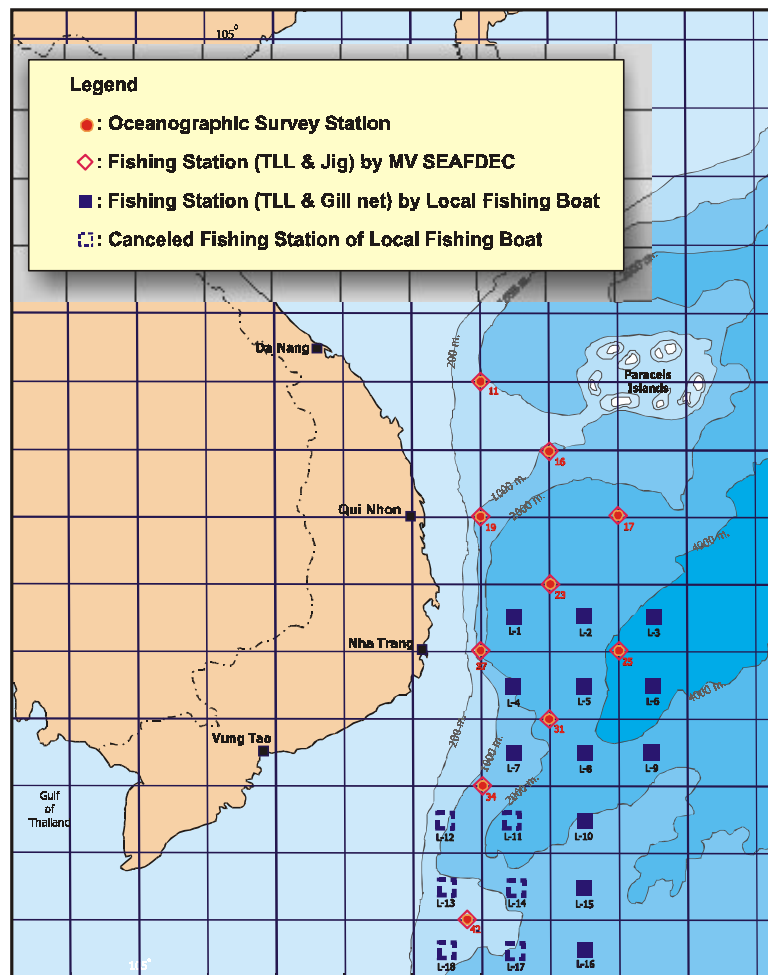 105°
Legend
: Oceanographic Survey Station
: Fishing Station (TLL & Jig) by MV SEAFDEC
: Fishing Station (TLL & Gill net) by Local Fishing Boat
: Canceled Fishing Station of Local Fishing Boat
Da Nang
200 m.
Paracels
Islands
11
16
1000 m.
2000 m.
Qui Nhon
19
17
4000 m.
23
L-1
L-2
L-3
Nha Trang
L-4
L-5
L-6
4000 m.
31
Vung Tao
200 m.
1000 m.
L-7
L-8
L-9
34
2000 m.
Gulf
of
Thailand
L-12
L-11
L-10
L-13
L-14
L-15
42
L-18
L-17
L-16
105°